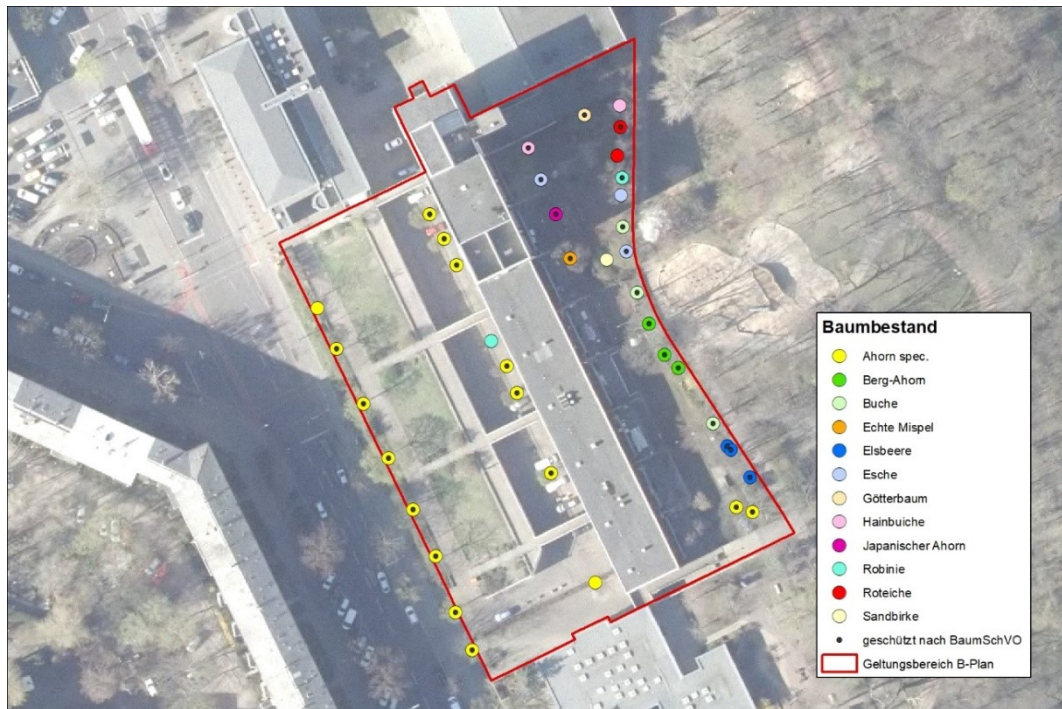 Baumbestand
Ahorn spec.
Berg-Ahorn
Buche
Echte Mispel
Elsbeere
Esche
Götterbaum
Hainbuiche
Japanischer Ahorn
Robinie
Roteiche
Sandbirke
geschützt nach BaumSchVO
Geltungsbereich B-Plan